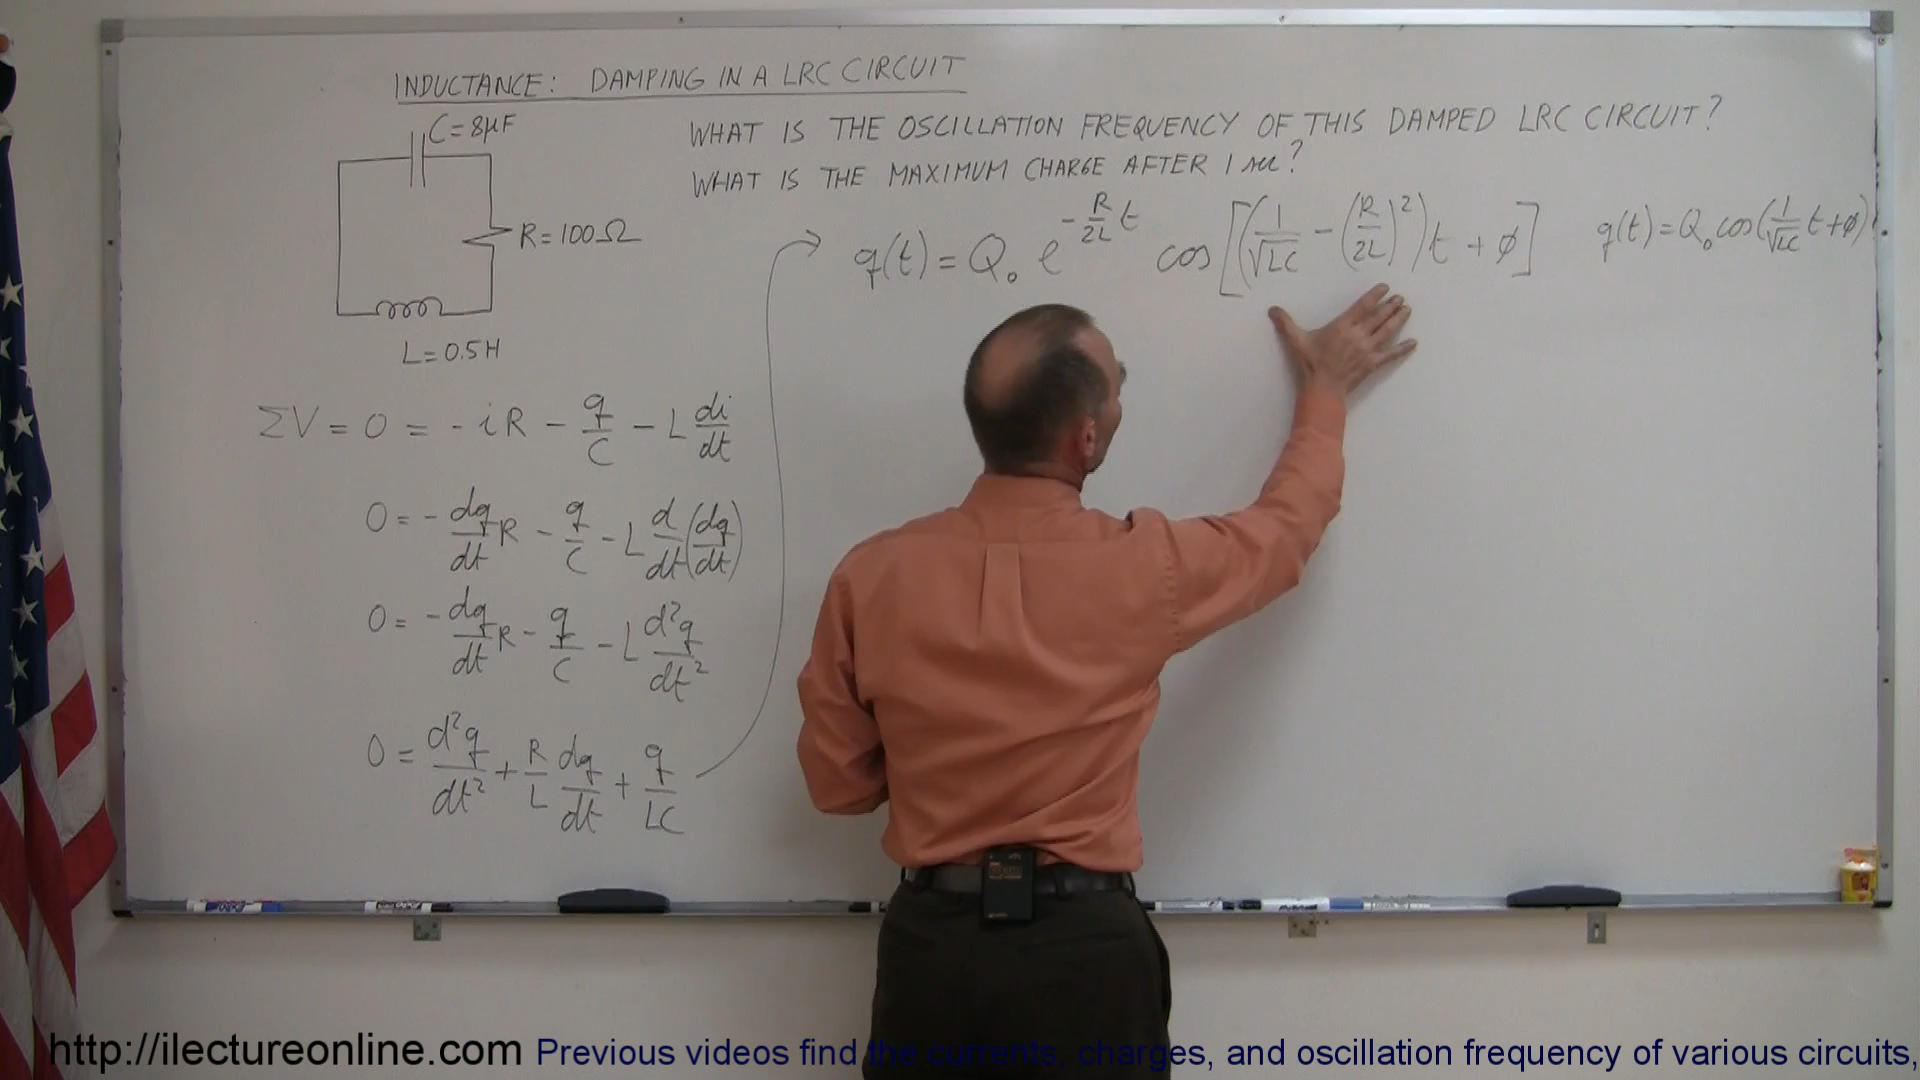 INDUCTANCE: DAMPING IN A LRC CIRCUIT
C=8μF
R=100Ω
L=0.5H
WHAT IS THE OSCILLATION FREQUENCY OF THIS DAMPED LRC CIRCUIT?
WHAT IS THE MAXIMUM CHARGE AFTER 1 sec?
q(t) = Q₀ e^(-R/2L t) cos[(1/√LC - (R/2L)²)t + ϕ]
q(t)=Q₀cos(1/√LC t+ϕ)
ΣV = 0 = -iR - q/C - L di/dt
0 = - dq/dt R - q/C - L d/dt (dq/dt)
0 = - dq/dt R - q/C - L d²q/dt²
0 = d²q/dt² + R/L dq/dt + q/LC
http://ilectureonline.com Previous videos find the currents, charges, and oscillation frequency of various circuits,